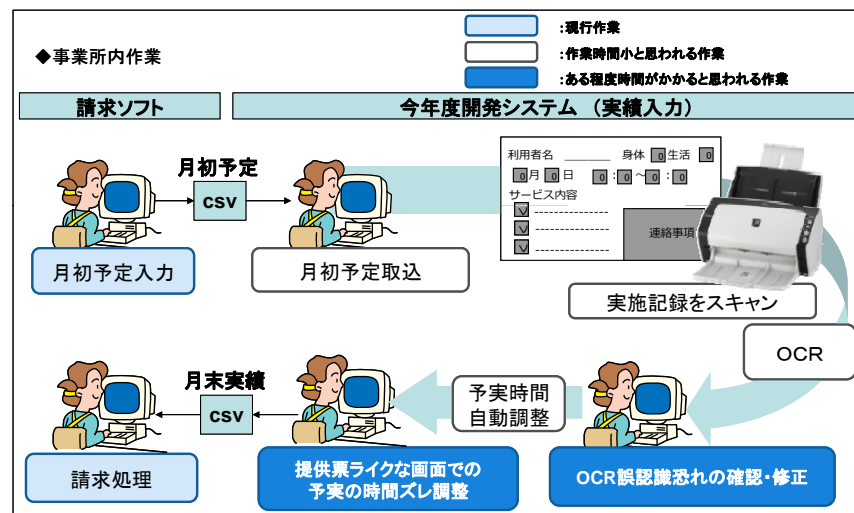 :現行作業
◆事業所内作業
:作業時間小と思われる作業
:ある程度時間がかかると思われる作業
請求ソフト
今年度開発システム (実績入力)
月初予定
CSV
利用者名 身体 0 生活 0
0月0日 0:0~0:0
サービス内容
V
V
V
連絡事項
月初予定入力
月初予定取込
実施記録をスキャン
OCR
月末実績
CSV
予実時間
自動調整
請求処理
提供票ライクな画面での
予実の時間ズレ調整
OCR誤認識恐れの確認・修正